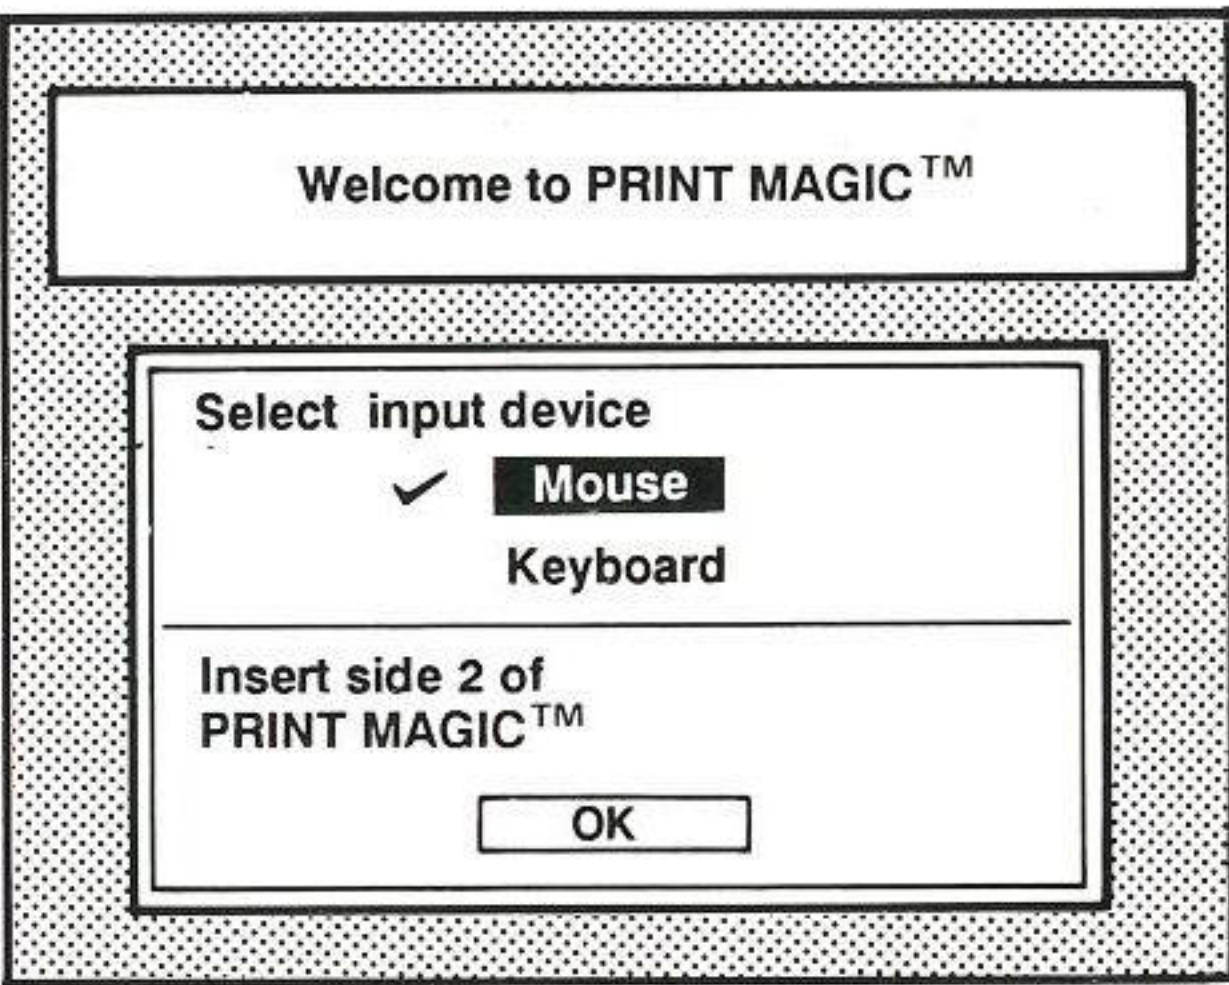 Welcome to PRINT MAGIC™
Select input device
✓ Mouse
Keyboard
Insert side 2 of
PRINT MAGIC™
OK